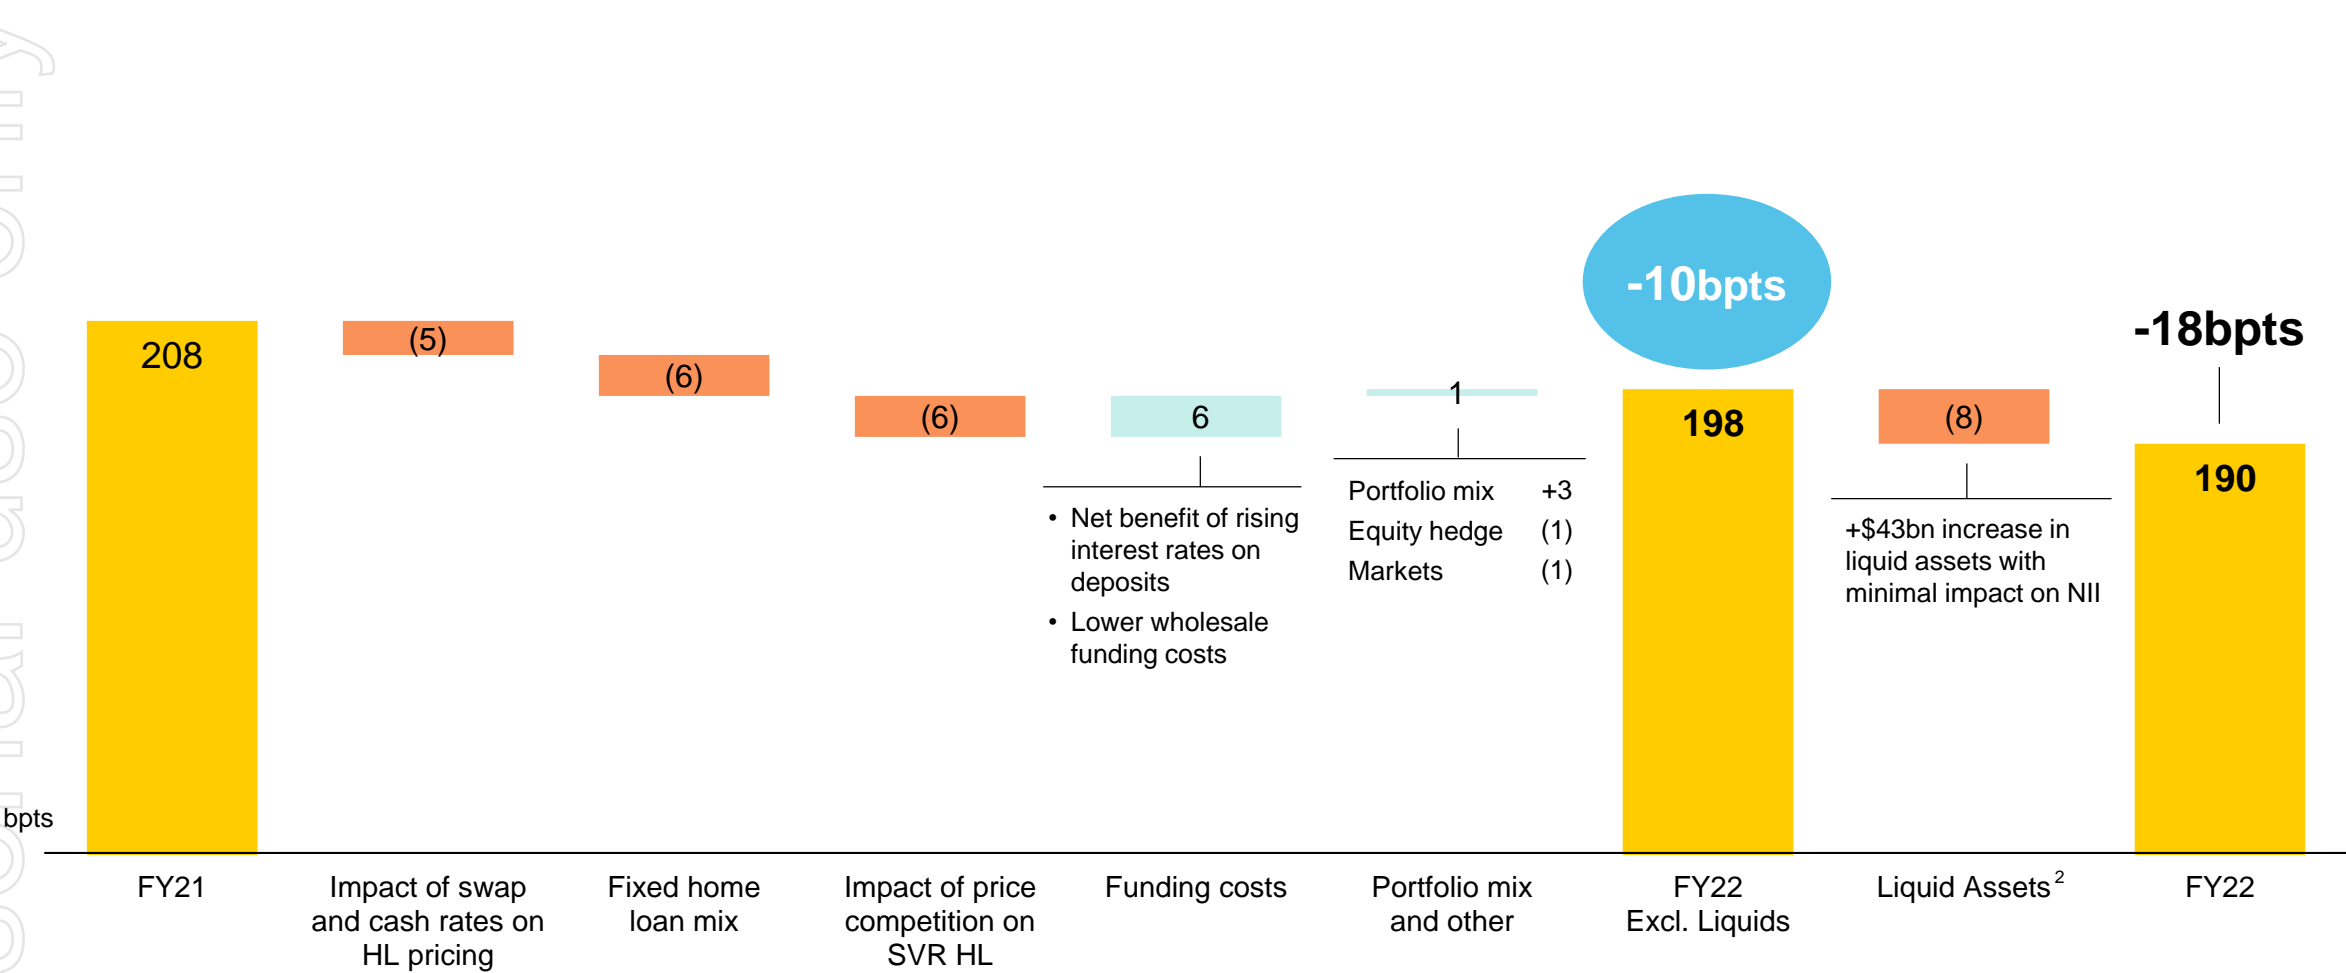 -10bpts
-18bpts
208
(5)
(6)
(6)
6
1
198
(8)
190
• Net benefit of rising
interest rates on
deposits
• Lower wholesale
funding costs
Portfolio mix +3
Equity hedge (1)
Markets (1)
+$43bn increase in
liquid assets with
minimal impact on NII
bpts
FY21
Impact of swap
and cash rates on
HL pricing
Fixed home
loan mix
Impact of price
competition on
SVR HL
Funding costs
Portfolio mix
and other
FY22
Excl. Liquids
Liquid Assets 2
FY22